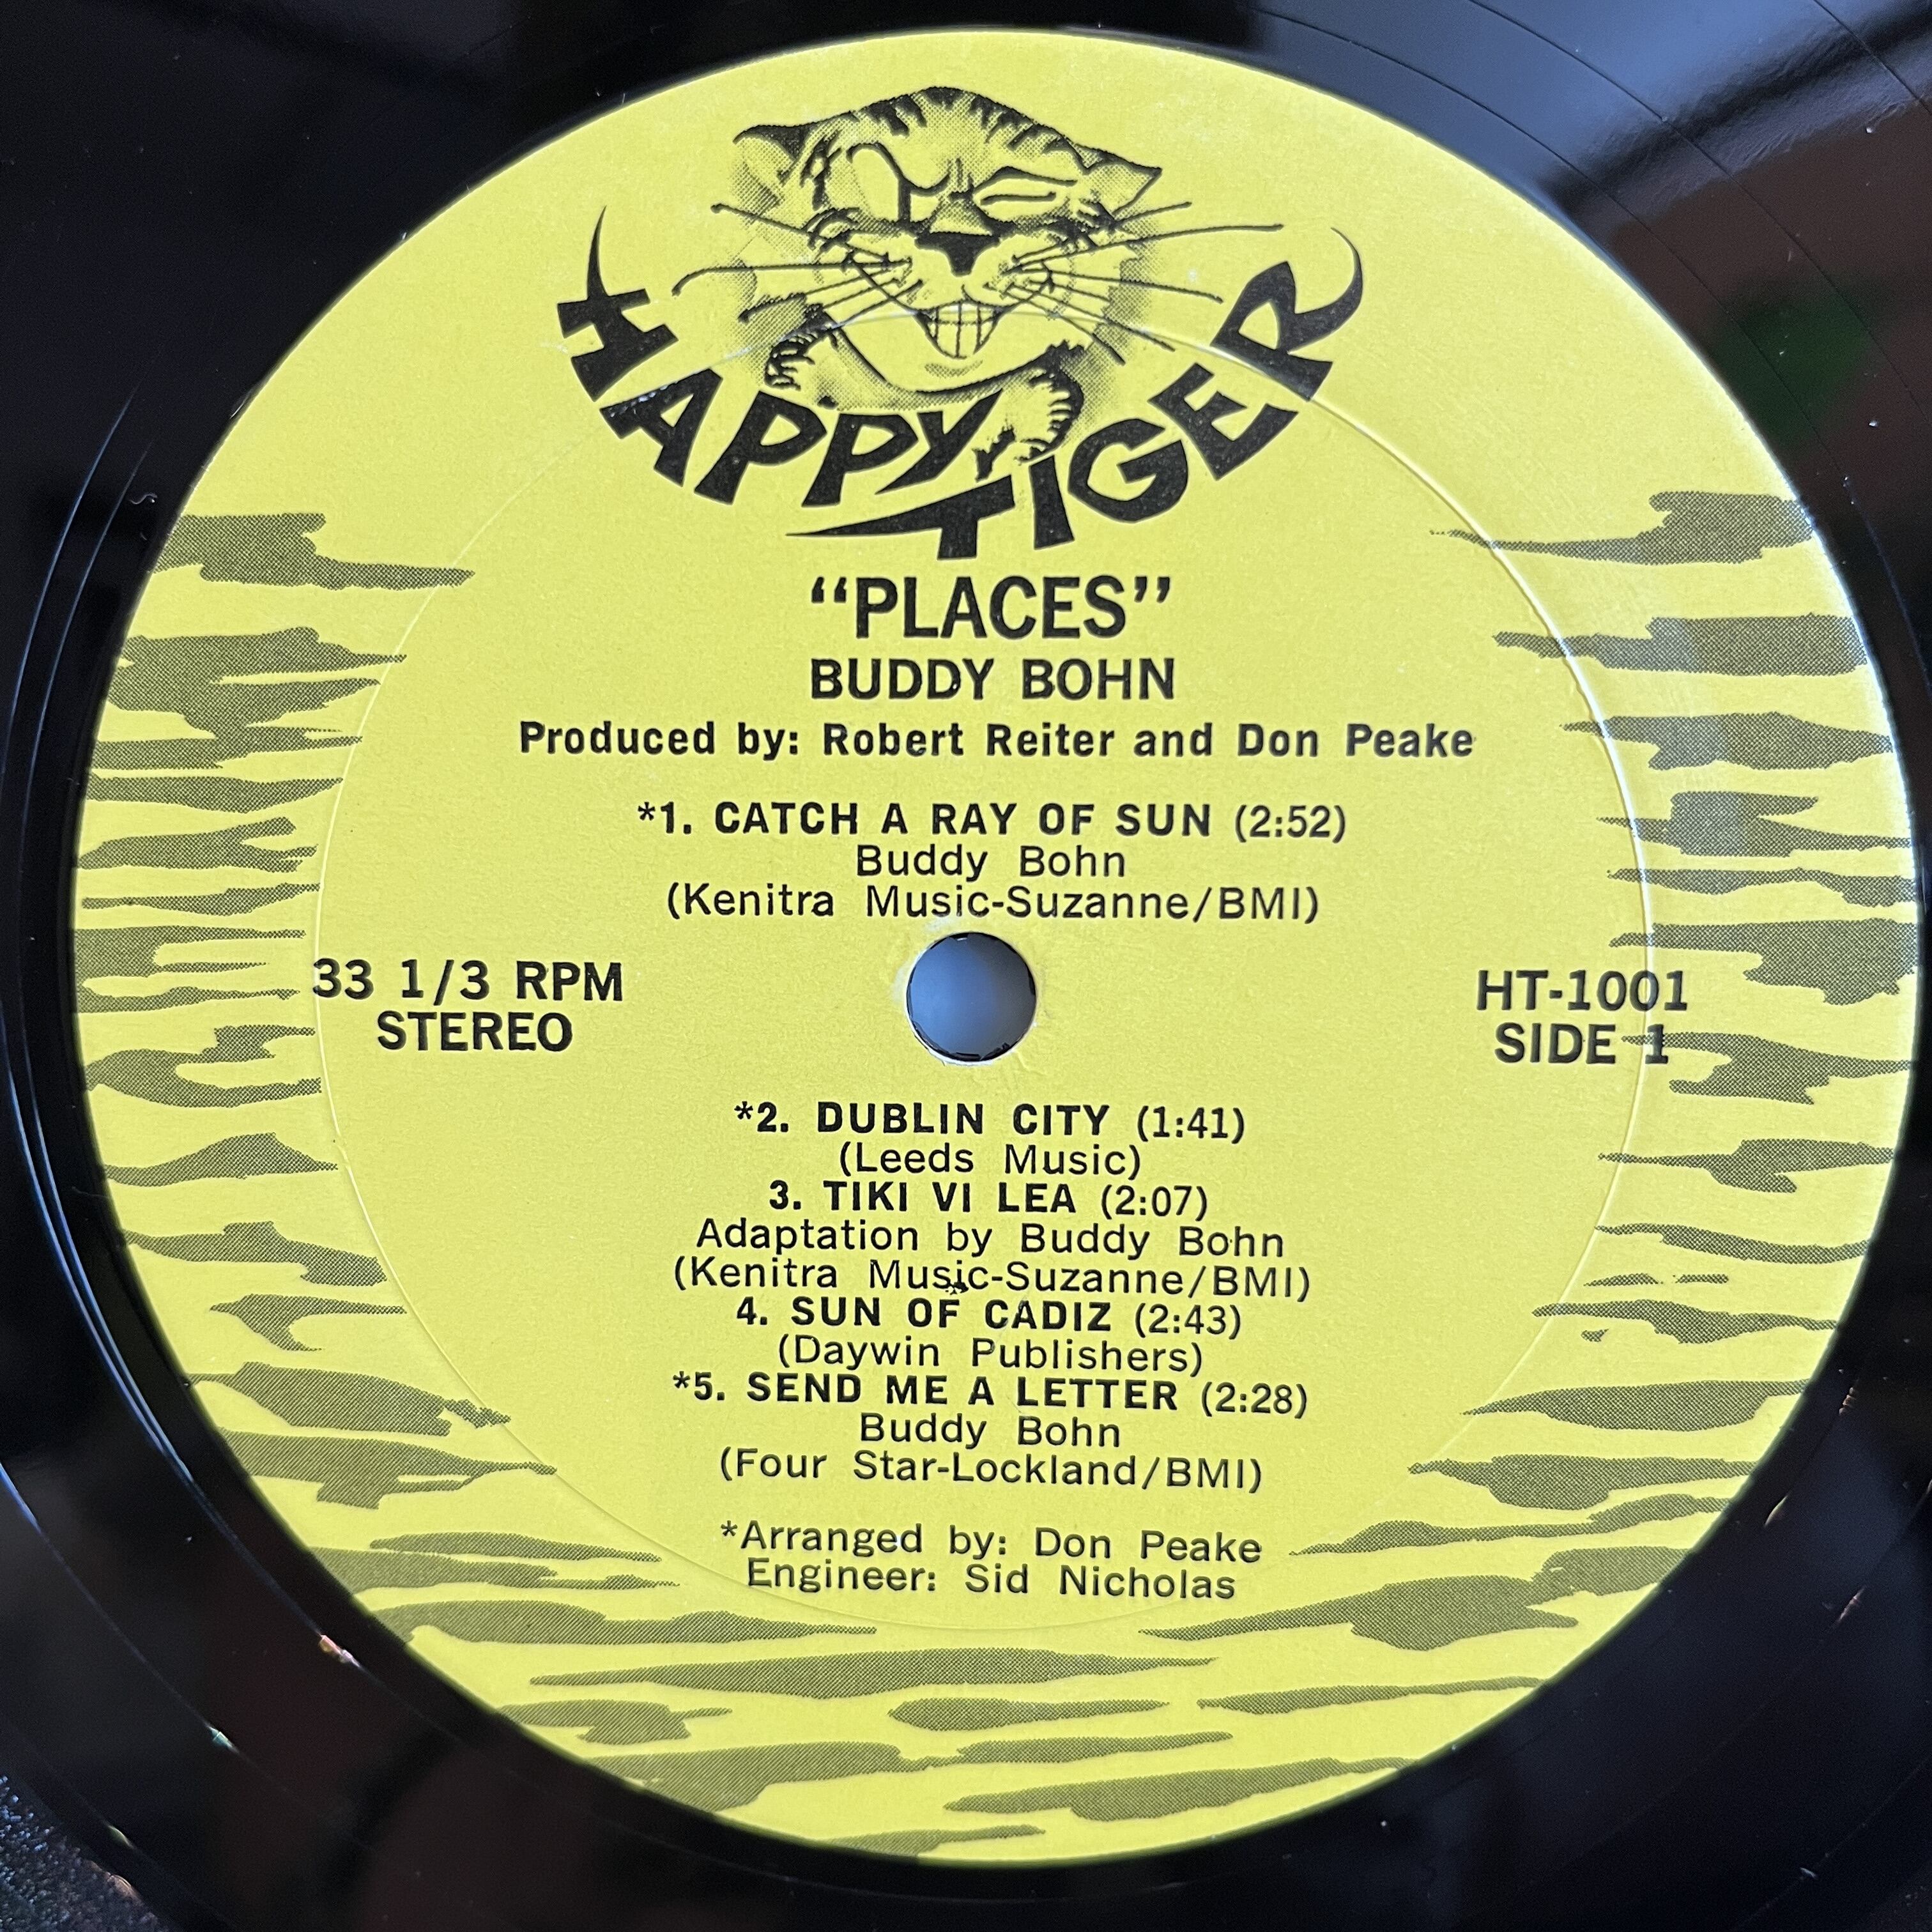 HAPPY TIGER
“PLACES”
BUDDY BOHN
Produced by: Robert Reiter and Don Peake
*1. CATCH A RAY OF SUN (2:52)
Buddy Bohn
(Kenitra Music-Suzanne/BMI)
33 1/3 RPM
STEREO
HT-1001
SIDE 1
*2. DUBLIN CITY (1:41)
(Leeds Music)
3. TIKI VI LEA (2:07)
Adaptation by Buddy Bohn
(Kenitra Music-Suzanne/BMI)
4. SUN OF CADIZ (2:43)
(Daywin Publishers)
*5. SEND ME A LETTER (2:28)
Buddy Bohn
(Four Star-Lockland/BMI)
*Arranged by: Don Peake
Engineer: Sid Nicholas